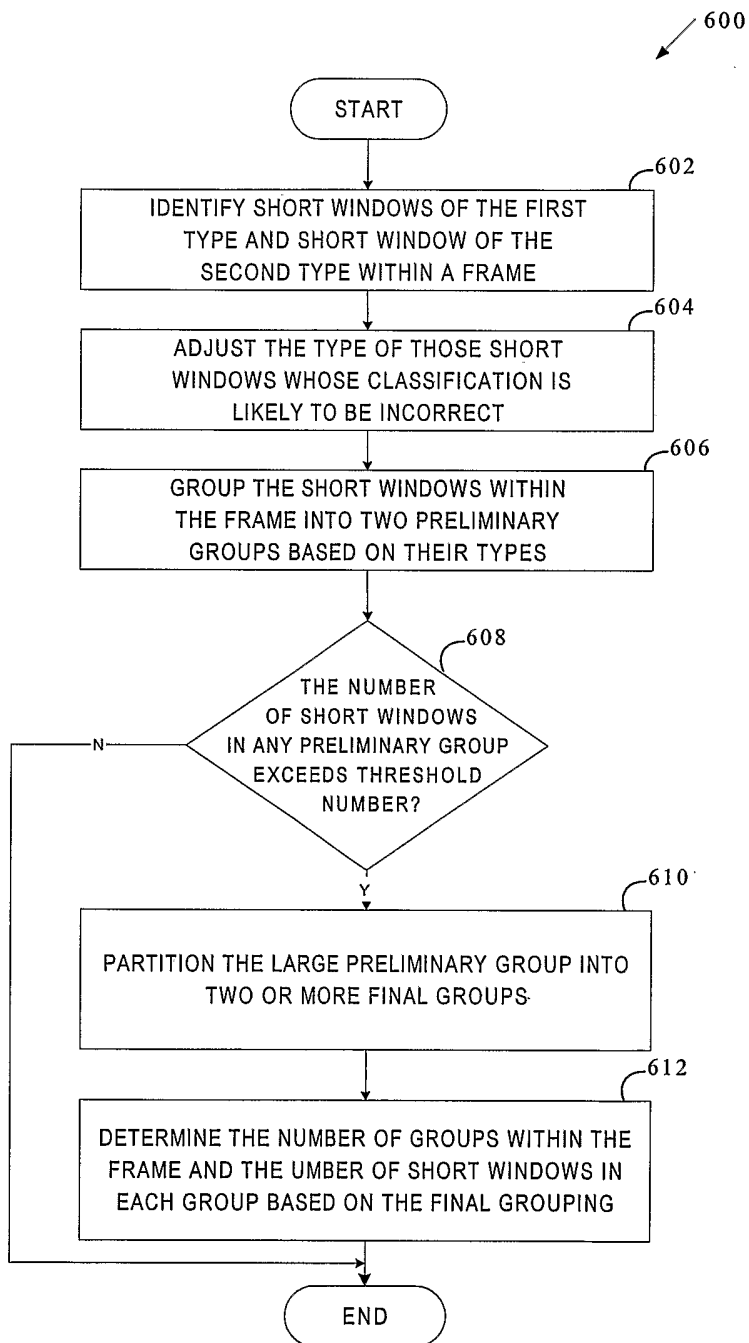 600
START
602
IDENTIFY SHORT WINDOWS OF THE FIRST
TYPE AND SHORT WINDOW OF THE
SECOND TYPE WITHIN A FRAME
604
ADJUST THE TYPE OF THOSE SHORT
WINDOWS WHOSE CLASSIFICATION IS
LIKELY TO BE INCORRECT
606
GROUP THE SHORT WINDOWS WITHIN
THE FRAME INTO TWO PRELIMINARY
GROUPS BASED ON THEIR TYPES
608
THE NUMBER
OF SHORT WINDOWS
IN ANY PRELIMINARY GROUP
EXCEEDS THRESHOLD
NUMBER?
N
Y
610
PARTITION THE LARGE PRELIMINARY GROUP INTO
TWO OR MORE FINAL GROUPS
612
DETERMINE THE NUMBER OF GROUPS WITHIN THE
FRAME AND THE UMBER OF SHORT WINDOWS IN
EACH GROUP BASED ON THE FINAL GROUPING
END